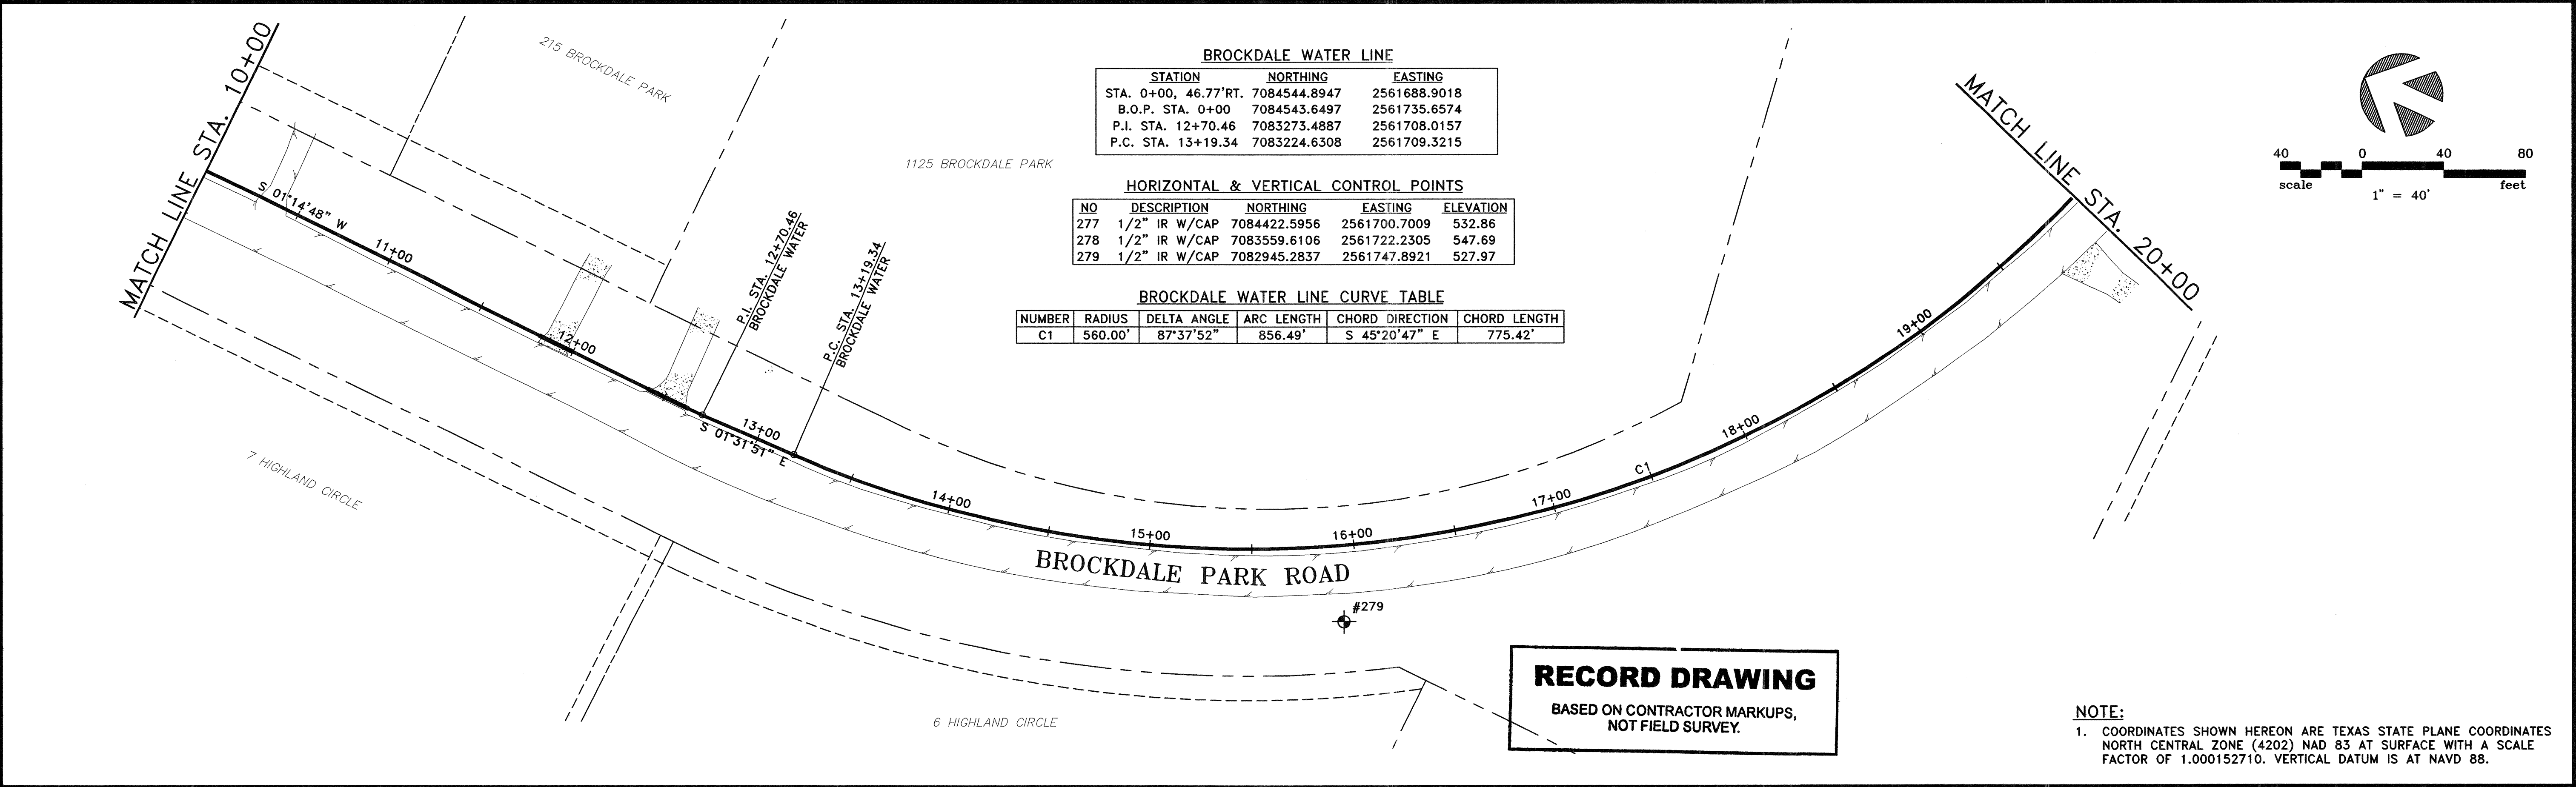 MATCH LINE STA. 10+00
215 BROCKDALE PARK
1125 BROCKDALE PARK
S 01°14'48" W
11+00
12+00
P.I. STA. 12+70.46
BROCKDALE WATER
P.C. STA. 13+19.34
BROCKDALE WATER
13+00
S 01°31'51" E
14+00
15+00
16+00
17+00
C1
18+00
19+00
BROCKDALE PARK ROAD
#279
7 HIGHLAND CIRCLE
6 HIGHLAND CIRCLE
BROCKDALE WATER LINE
STATION NORTHING EASTING
STA. 0+00, 46.77'RT. 7084544.8947 2561688.9018
B.O.P. STA. 0+00 7084543.6497 2561735.6574
P.I. STA. 12+70.46 7083273.4887 2561708.0157
P.C. STA. 13+19.34 7083224.6308 2561709.3215
HORIZONTAL & VERTICAL CONTROL POINTS
NO DESCRIPTION NORTHING EASTING ELEVATION
277 1/2" IR W/CAP 7084422.5956 2561700.7009 532.86
278 1/2" IR W/CAP 7083559.6106 2561722.2305 547.69
279 1/2" IR W/CAP 7082945.2837 2561747.8921 527.97
BROCKDALE WATER LINE CURVE TABLE
NUMBER RADIUS DELTA ANGLE ARC LENGTH CHORD DIRECTION CHORD LENGTH
C1 560.00' 87°37'52" 856.49' S 45°20'47" E 775.42'
MATCH LINE STA. 20+00
40 0 40 80
scale feet
1" = 40'
RECORD DRAWING
BASED ON CONTRACTOR MARKUPS,
NOT FIELD SURVEY.
NOTE:
1. COORDINATES SHOWN HEREON ARE TEXAS STATE PLANE COORDINATES
NORTH CENTRAL ZONE (4202) NAD 83 AT SURFACE WITH A SCALE
FACTOR OF 1.000152710. VERTICAL DATUM IS AT NAVD 88.